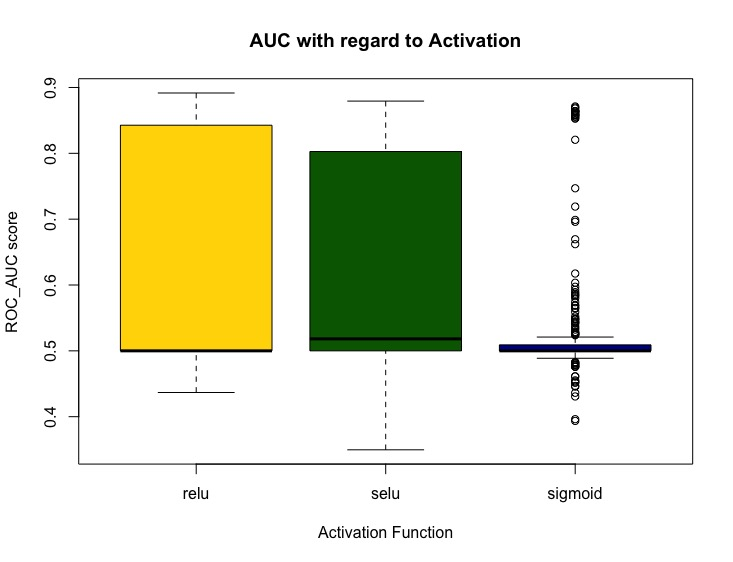 AUC with regard to Activation
ROC_AUC score
0.9
0.8
0.7
0.6
0.5
0.4
relu
selu
sigmoid
Activation Function